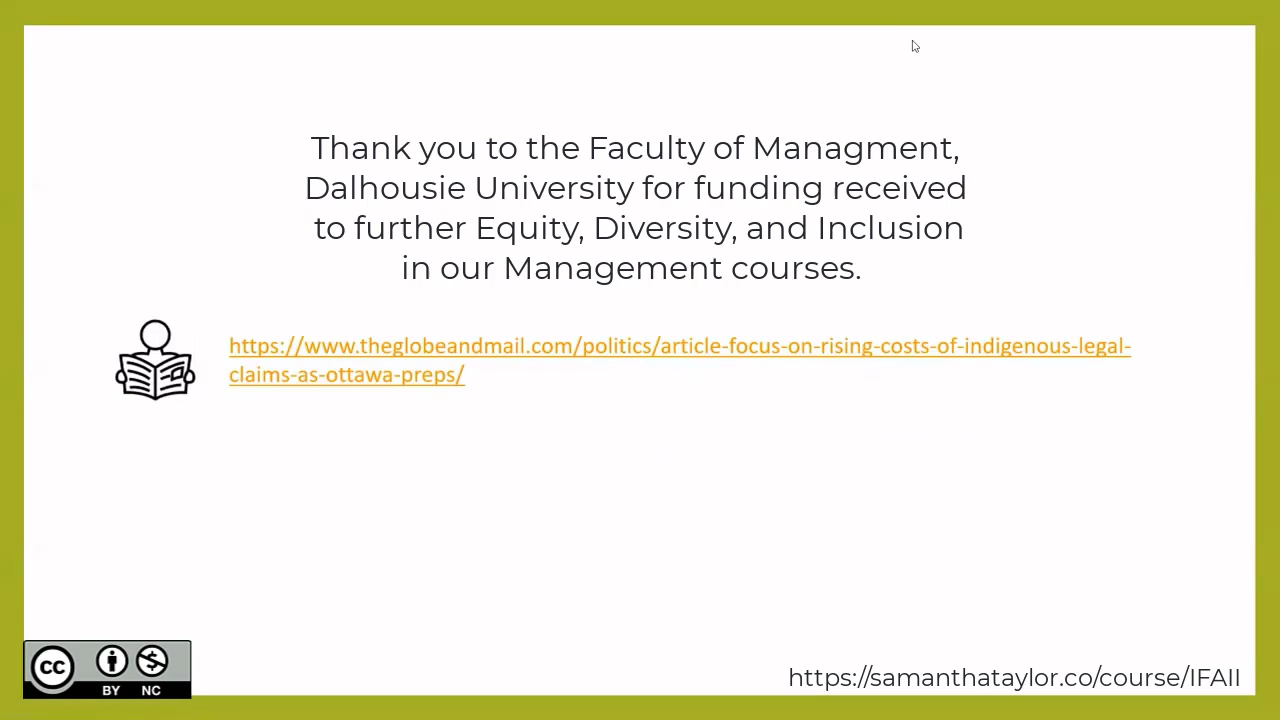 Thank you to the Faculty of Managment,
Dalhousie University for funding received
to further Equity, Diversity, and Inclusion
in our Management courses.
https://www.theglobeandmail.com/politics/article-focus-on-rising-costs-of-indigenous-legal-
claims-as-ottawa-preps/
cc
BY NC
https://samanthataylor.co/course/IFAII